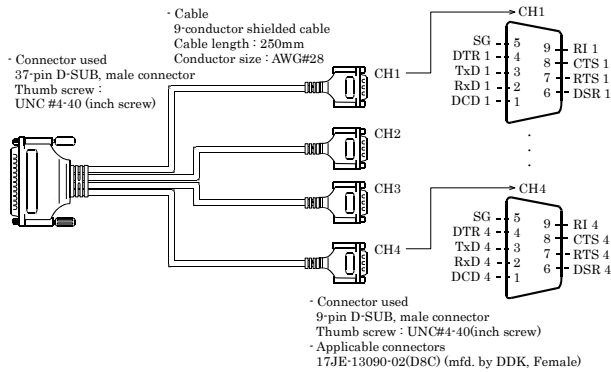 - Cable
9-conductor shielded cable
Cable length : 250mm
Conductor size : AWG#28
- Connector used
37-pin D-SUB, male connector
Thumb screw :
UNC #4-40 (inch screw)
CH1
CH2
CH3
CH4
CH1
SG 5
DTR 1 4
TxD 1 3
RxD 1 2
DCD 1 1
9 RI 1
8 CTS 1
7 RTS 1
6 DSR 1
.
.
.
CH4
SG 5
DTR 4 4
TxD 4 3
RxD 4 2
DCD 4 1
9 RI 4
8 CTS 4
7 RTS 4
6 DSR 4
- Connector used
9-pin D-SUB, male connector
Thumb screw : UNC#4-40(inch screw)
- Applicable connectors
17JE-13090-02(D8C) (mfd. by DDK, Female)